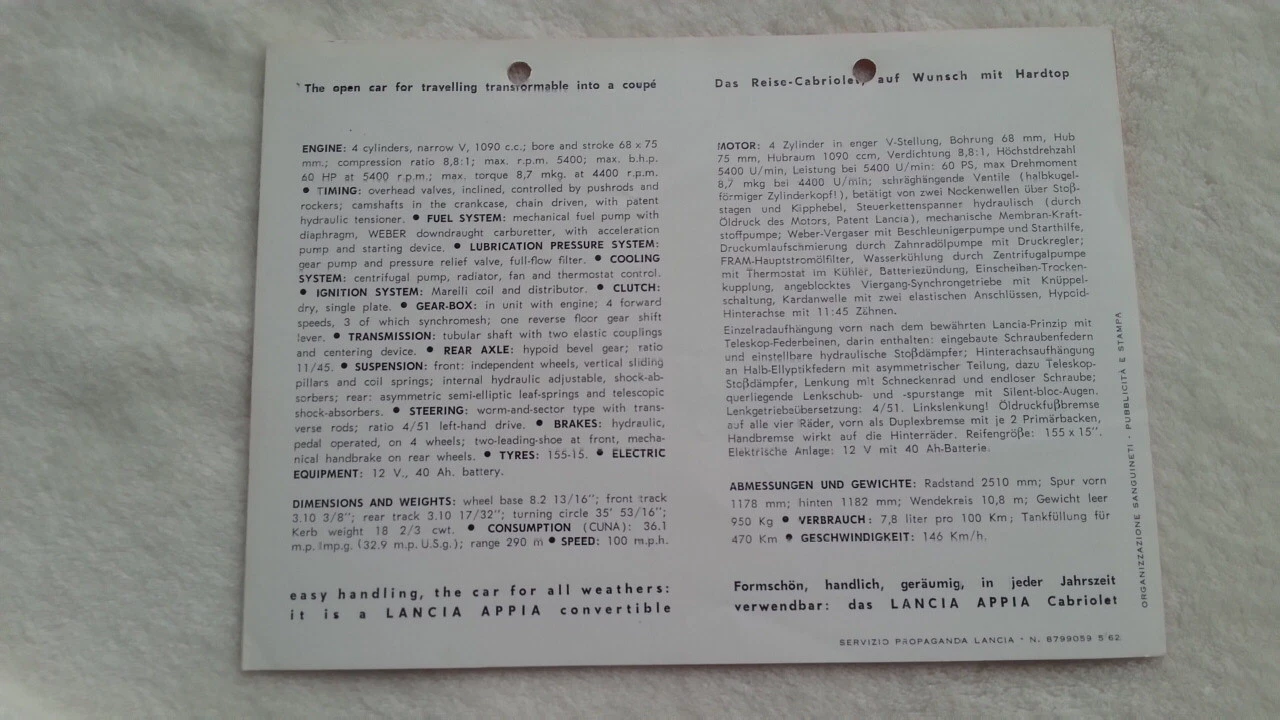 The open car for travelling transformable into a coupé
ENGINE: 4 cylinders, narrow V, 1090 c.c.; bore and stroke 68 x 75
mm.; compression ratio 8,8:1; max. r.p.m. 5400; max. b.h.p.
60 HP at 5400 r.p.m.; max. torque 8,7 mkg. at 4400 r.p.m.
• TIMING: overhead valves, inclined, controlled by pushrods and
rockers; camshafts in the crankcase, chain driven, with patent
hydraulic tensioner. • FUEL SYSTEM: mechanical fuel pump with
diaphragm, WEBER downdraught carburetter, with acceleration
pump and starting device. • LUBRICATION PRESSURE SYSTEM:
gear pump and pressure relief valve, full-flow filter. • COOLING
SYSTEM: centrifugal pump, radiator, fan and thermostat control.
• IGNITION SYSTEM: Marelli coil and distributor. • CLUTCH:
dry, single plate. • GEAR-BOX: in unit with engine; 4 forward
speeds, 3 of which synchromesh; one reverse floor gear shift
lever. • TRANSMISSION: tubular shaft with two elastic couplings
and centering device. • REAR AXLE: hypoid bevel gear; ratio
11/45. • SUSPENSION: front: independent wheels, vertical sliding
pillars and coil springs; internal hydraulic adjustable, shock-ab-
sorbers; rear: asymmetric semi-elliptic leaf-springs and telescopic
shock-absorbers. • STEERING: worm-and-sector type with trans-
verse rods; ratio 4/51 left-hand drive. • BRAKES: hydraulic,
pedal operated, on 4 wheels; two-leading-shoe at front, mecha-
nical handbrake on rear wheels. • TYRES: 155-15. • ELECTRIC
EQUIPMENT: 12 V., 40 Ah. battery.
DIMENSIONS AND WEIGHTS: wheel base 8.2 13/16"; front track
3.10 3/8"; rear track 3.10 17/32"; turning circle 35' 53/16";
Kerb weight 18 2/3 cwt. • CONSUMPTION (CUNA): 36.1
m.p. Imp.g. (32.9 m.p. U.S.g.); range 290 m • SPEED: 100 m.p.h.
easy handling, the car for all weathers:
it is a LANCIA APPIA convertible
Das Reise-Cabriolet, auf Wunsch mit Hardtop
MOTOR: 4 Zylinder in enger V-Stellung, Bohrung 68 mm, Hub
75 mm, Hubraum 1090 ccm, Verdichtung 8,8:1, Höchstdrehzahl
5400 U/min, Leistung bei 5400 U/min: 60 PS, max Drehmoment
8,7 mkg bei 4400 U/min; schräghängende Ventile (halbkugel-
förmiger Zylinderkopf!), betätigt von zwei Nockenwellen über Stoß-
stagen und Kipphebel, Steuerkettenspanner hydraulisch (durch
Öldruck des Motors, Patent Lancia), mechanische Membran-Kraft-
stoffpumpe; Weber-Vergaser mit Beschleunigerpumpe und Starthilfe,
Druckumlaufschmierung durch Zahnradölpumpe mit Druckregler;
FRAM-Hauptstromölfilter, Wasserkühlung durch Zentrifugalpumpe
mit Thermostat im Kühler, Batteriezündung, Einscheiben-Trocken-
kupplung, angeblocktes Viergang-Synchrongetriebe mit Knüppel-
schaltung, Kardanwelle mit zwei elastischen Anschlüssen, Hypoid-
Hinterachse mit 11:45 Zähnen.
Einzelradaufhängung vorn nach dem bewährten Lancia-Prinzip mit
Teleskop-Federbeinen, darin enthalten: eingebaute Schraubenfedern
und einstellbare hydraulische Stoßdämpfer; Hinterachsaufhängung
an Halb-Ellyptikfedern mit asymmetrischer Teilung, dazu Teleskop-
Stoßdämpfer, Lenkung mit Schneckenrad und endloser Schraube;
querliegende Lenkschub- und -spurstange mit Silent-bloc-Augen.
Lenkgetriebeübersetzung: 4/51. Linkslenkung! Öldruckfußbremse
auf alle vier Räder, vorn als Duplexbremse mit je 2 Primärbacken,
Handbremse wirkt auf die Hinterräder. Reifengröße: 155 x 15".
Elektrische Anlage: 12 V mit 40 Ah-Batterie.
ABMESSUNGEN UND GEWICHTE: Radstand 2510 mm; Spur vorn
1178 mm; hinten 1182 mm; Wendekreis 10,8 m; Gewicht leer
950 Kg • VERBRAUCH: 7,8 liter pro 100 Km; Tankfüllung für
470 Km • GESCHWINDIGKEIT: 146 Km/h.
Formschön, handlich, geräumig, in jeder Jahrszeit
verwendbar: das LANCIA APPIA Cabriolet
SERVIZIO PROPAGANDA LANCIA · N. 8799059 5 62
ORGANIZZAZIONE SANGUINETI · PUBBLICITÀ E STAMPA